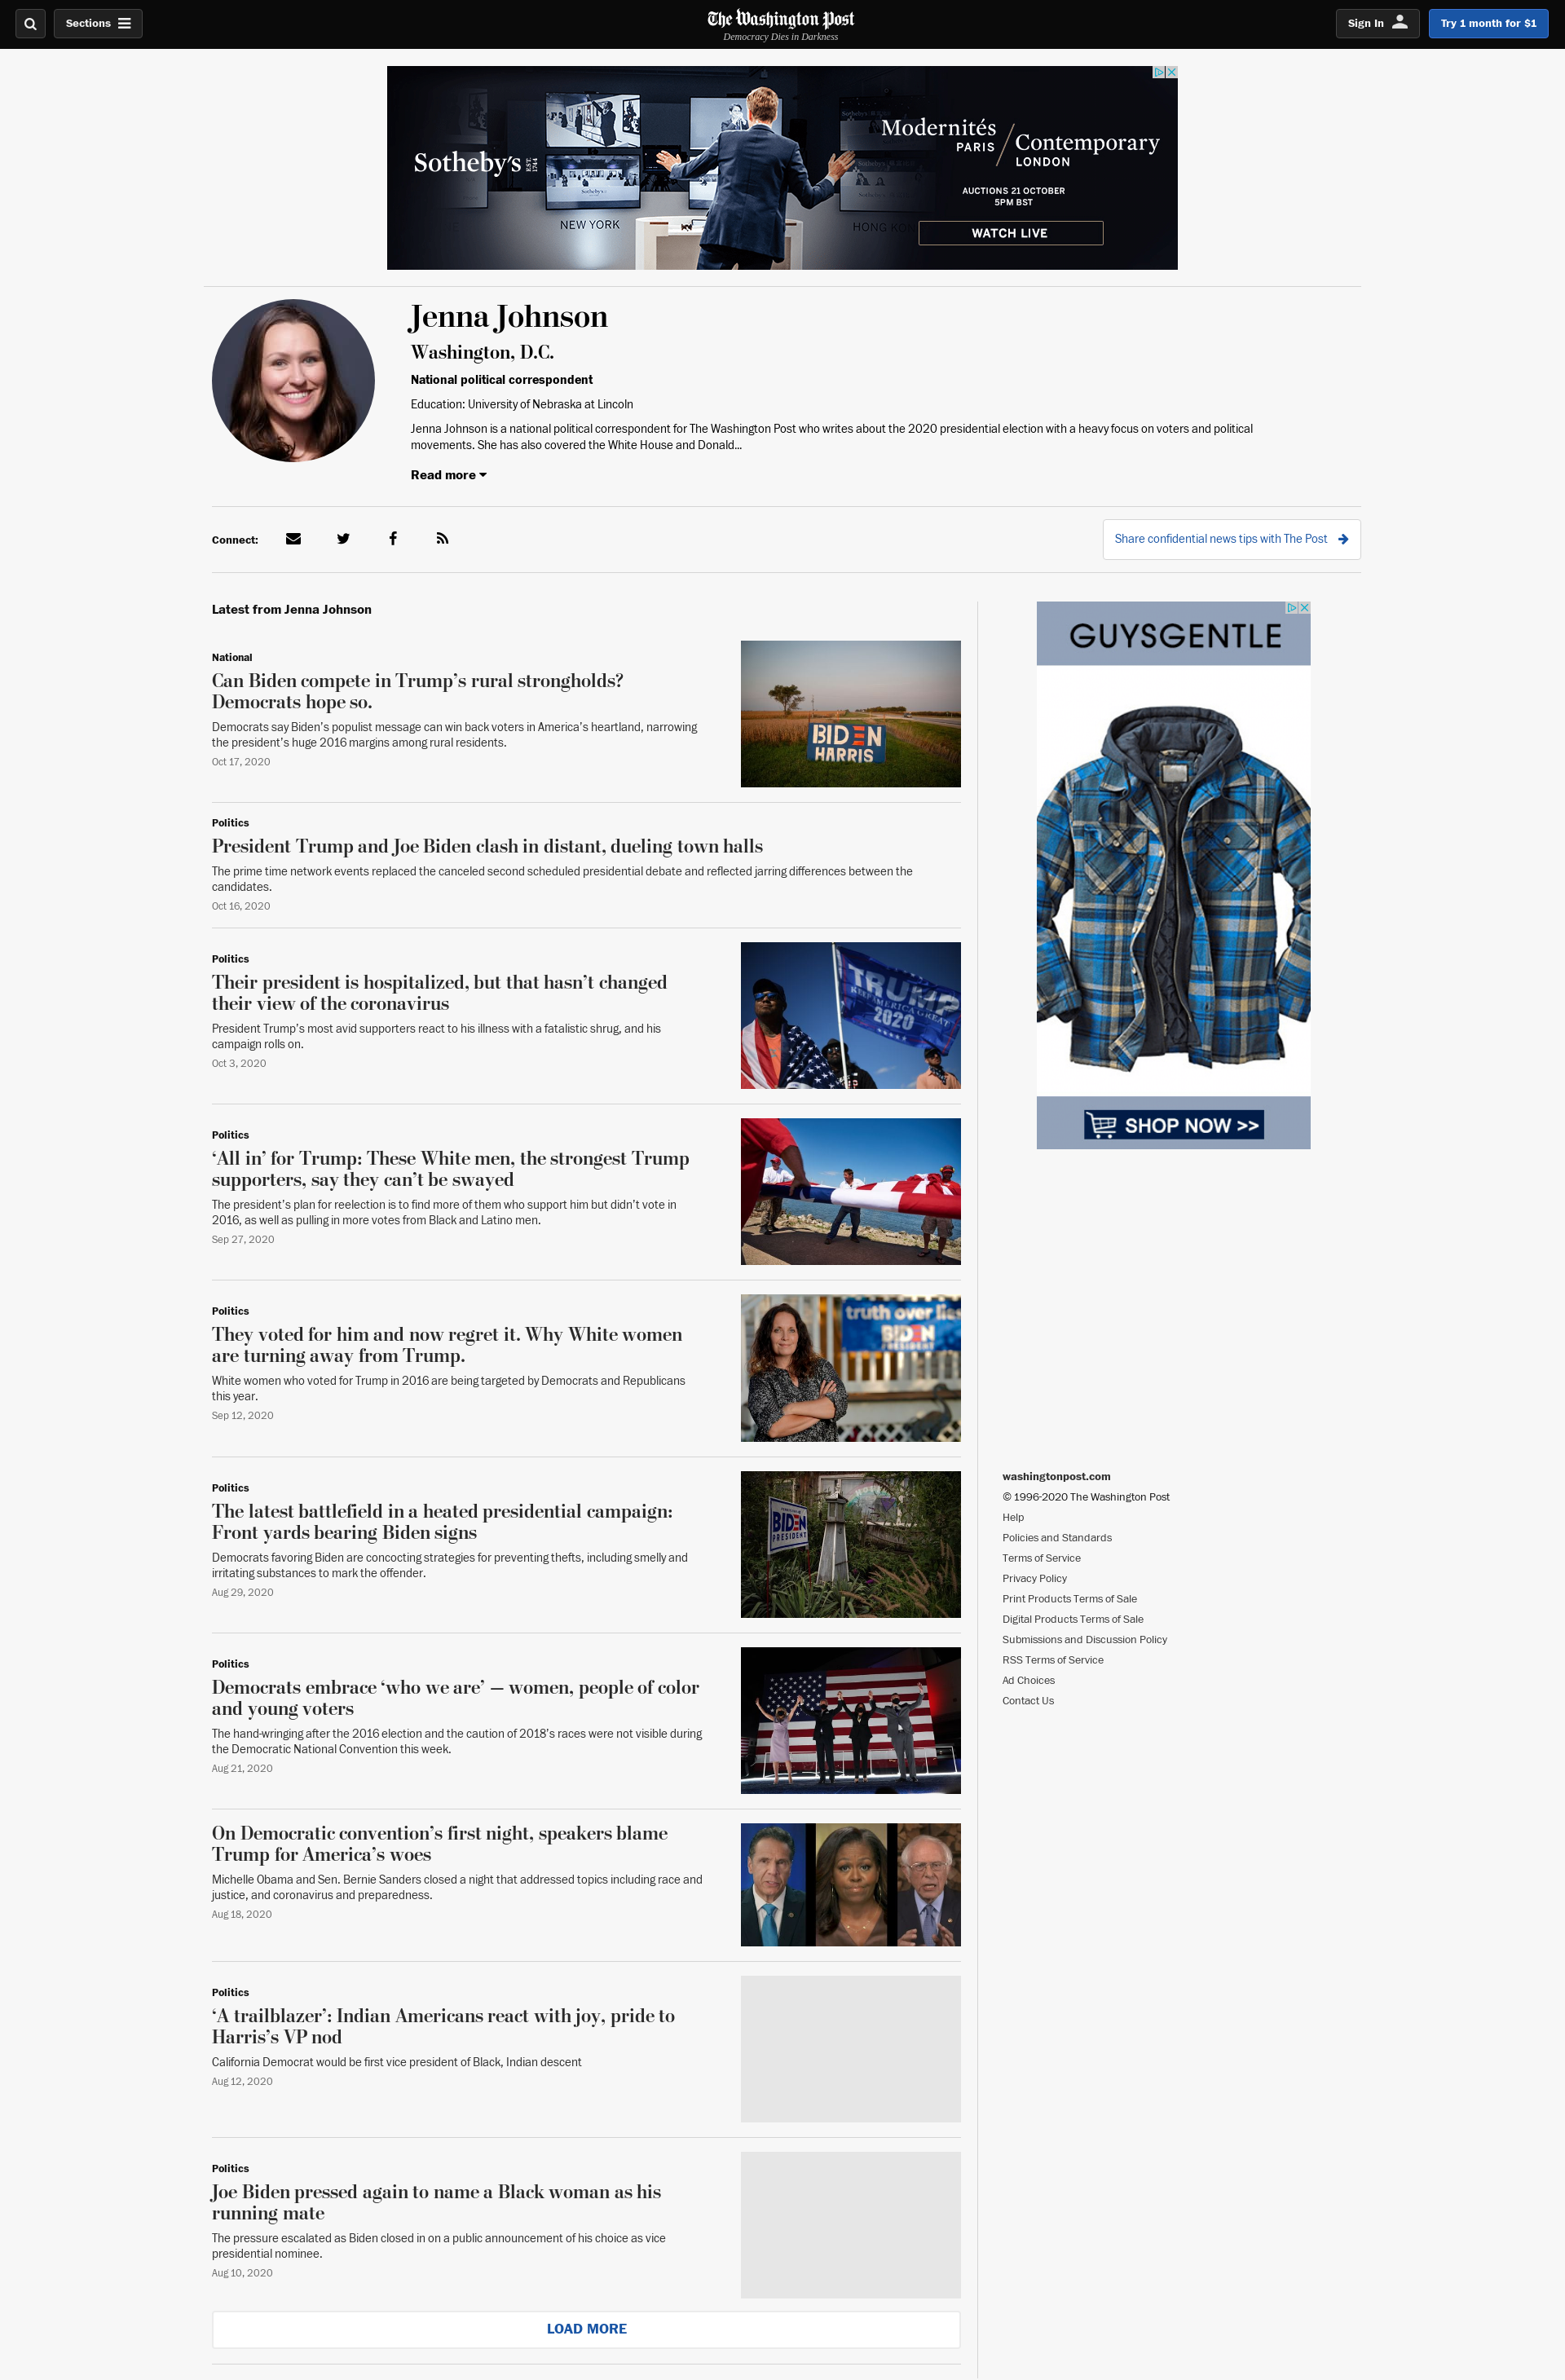 Sections
The Washington Post
Democracy Dies in Darkness
Sign In
Try 1 month for $1
Sotheby's EST. 1744
NEW YORK
HONG KON
Modernités
PARIS
Contemporary
LONDON
AUCTIONS 21 OCTOBER
5PM BST
WATCH LIVE
Jenna Johnson
Washington, D.C.
National political correspondent
Education: University of Nebraska at Lincoln
Jenna Johnson is a national political correspondent for The Washington Post who writes about the 2020 presidential election with a heavy focus on voters and political
movements. She has also covered the White House and Donald...
Read more
Connect:
Share confidential news tips with The Post
Latest from Jenna Johnson
National
Can Biden compete in Trump’s rural strongholds?
Democrats hope so.
Democrats say Biden’s populist message can win back voters in America’s heartland, narrowing
the president’s huge 2016 margins among rural residents.
Oct 17, 2020
BIDEN
HARRIS
Politics
President Trump and Joe Biden clash in distant, dueling town halls
The prime time network events replaced the canceled second scheduled presidential debate and reflected jarring differences between the
candidates.
Oct 16, 2020
Politics
Their president is hospitalized, but that hasn’t changed
their view of the coronavirus
President Trump’s most avid supporters react to his illness with a fatalistic shrug, and his
campaign rolls on.
Oct 3, 2020
TRUMP
KEEP AMERICA GREAT
2020
Politics
‘All in’ for Trump: These White men, the strongest Trump
supporters, say they can’t be swayed
The president’s plan for reelection is to find more of them who support him but didn’t vote in
2016, as well as pulling in more votes from Black and Latino men.
Sep 27, 2020
Politics
They voted for him and now regret it. Why White women
are turning away from Trump.
White women who voted for Trump in 2016 are being targeted by Democrats and Republicans
this year.
Sep 12, 2020
truth over lies
BIDEN
PRESIDENT
Politics
The latest battlefield in a heated presidential campaign:
Front yards bearing Biden signs
Democrats favoring Biden are concocting strategies for preventing thefts, including smelly and
irritating substances to mark the offender.
Aug 29, 2020
BIDEN
PRESIDENT
Politics
Democrats embrace ‘who we are’ — women, people of color
and young voters
The hand-wringing after the 2016 election and the caution of 2018’s races were not visible during
the Democratic National Convention this week.
Aug 21, 2020
On Democratic convention’s first night, speakers blame
Trump for America’s woes
Michelle Obama and Sen. Bernie Sanders closed a night that addressed topics including race and
justice, and coronavirus and preparedness.
Aug 18, 2020
Politics
‘A trailblazer’: Indian Americans react with joy, pride to
Harris’s VP nod
California Democrat would be first vice president of Black, Indian descent
Aug 12, 2020
Politics
Joe Biden pressed again to name a Black woman as his
running mate
The pressure escalated as Biden closed in on a public announcement of his choice as vice
presidential nominee.
Aug 10, 2020
LOAD MORE
GUYSGENTLE
SHOP NOW >>
washingtonpost.com
© 1996-2020 The Washington Post
Help
Policies and Standards
Terms of Service
Privacy Policy
Print Products Terms of Sale
Digital Products Terms of Sale
Submissions and Discussion Policy
RSS Terms of Service
Ad Choices
Contact Us